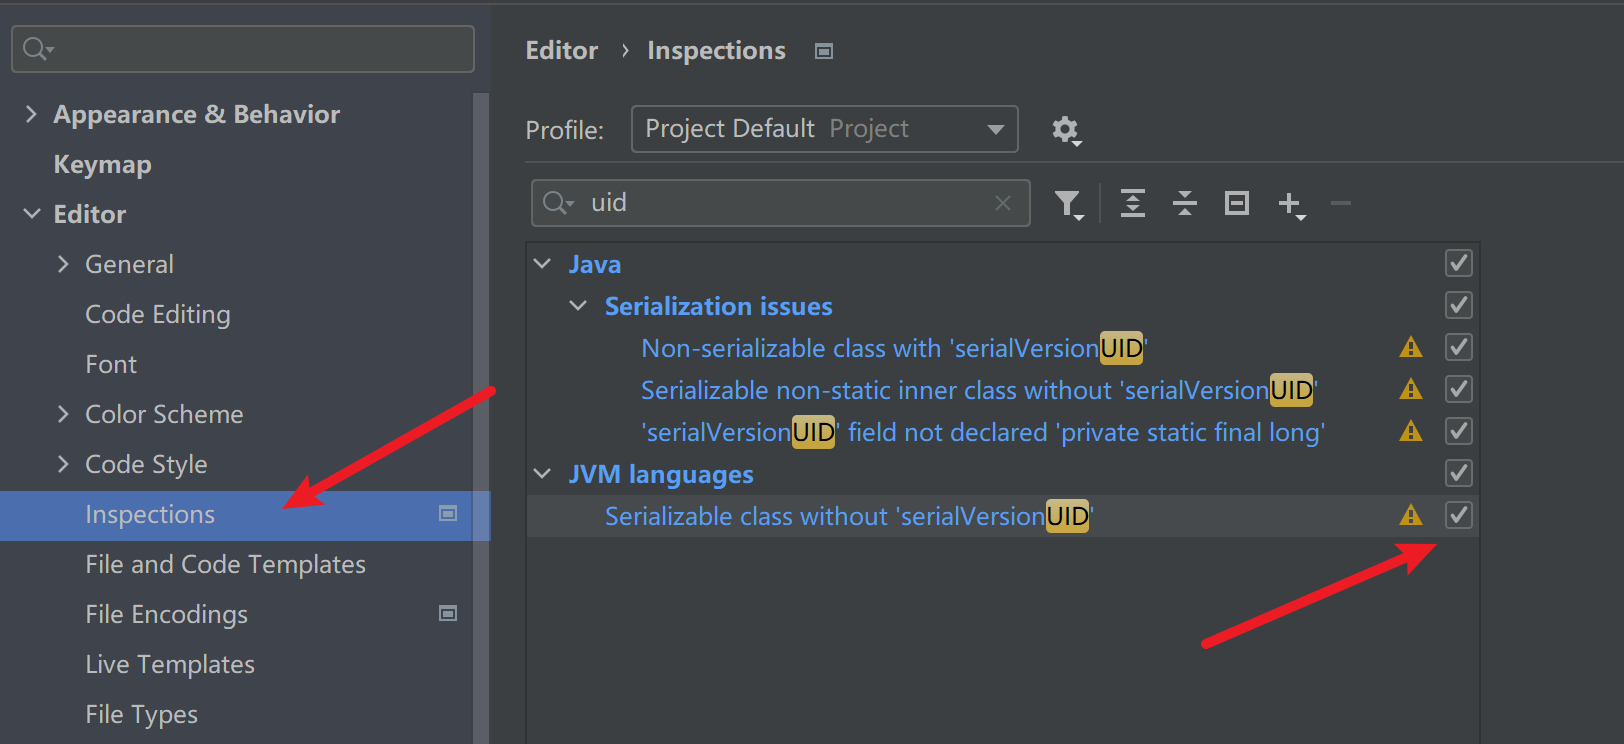 Appearance & Behavior
Keymap
Editor
General
Code Editing
Font
Color Scheme
Code Style
Inspections
File and Code Templates
File Encodings
Live Templates
File Types
Editor › Inspections
Profile: Project Default Project
uid
Java
Serialization issues
Non-serializable class with 'serialVersionUID'
Serializable non-static inner class without 'serialVersionUID'
'serialVersionUID' field not declared 'private static final long'
JVM languages
Serializable class without 'serialVersionUID'